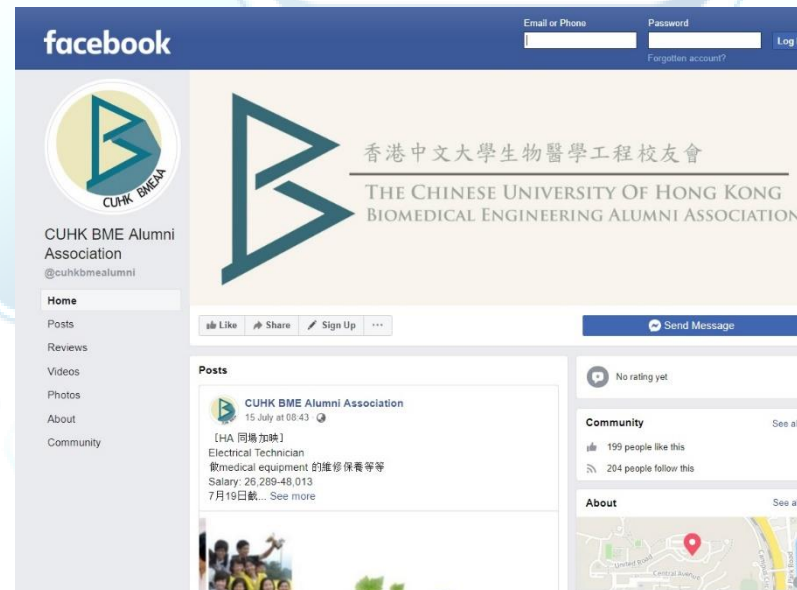 facebook
Email or Phone
Password
Log
Forgotten account?
CUHK BMEAA
CUHK BME Alumni
Association
@cuhkbmealumni
Home
Posts
Reviews
Videos
Photos
About
Community
香港中文大學生物醫學工程校友會
THE CHINESE UNIVERSITY OF HONG KONG
BIOMEDICAL ENGINEERING ALUMNI ASSOCIATION
Like Share Sign Up ...
Send Message
Posts
CUHK BME Alumni Association
15 July at 08:43
[HA 同場加映]
Electrical Technician
做medical equipment 的維修保養等等
Salary: 26,289-48,013
7月19日截... See more
No rating yet
Community
See al
199 people like this
204 people follow this
About
See al
United Road
Central Avenue